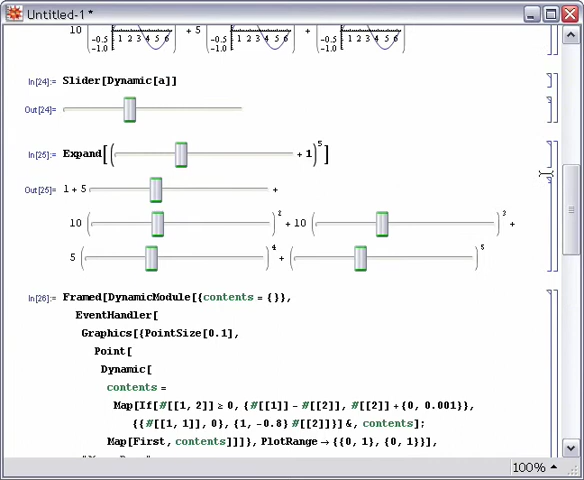 Untitled-1 *
10 + 5 +
-0.5 1 2 3 4 5 6 -0.5 1 2 3 4 5 6 -0.5 1 2 3 4 5 6
-1.0 -1.0 -1.0
In[24]:= Slider[Dynamic[a]]
Out[24]=
In[25]:= Expand[( + 1)^5]
Out[25]= 1 + 5 +
10 ( )^2 + 10 ( )^3 +
5 ( )^4 + ( )^5
In[26]:= Framed[DynamicModule[{contents = {}},
EventHandler[
Graphics[{PointSize[0.1],
Point[
Dynamic[
contents =
Map[If[#[[1, 2]] ≥ 0, {#[[1]] - #[[2]], #[[2]] + {0, 0.001}},
{{#[[1, 1]], 0}, {1, -0.8} #[[2]]}] &, contents];
Map[First, contents]]]}, PlotRange → {{0, 1}, {0, 1}}],
100%